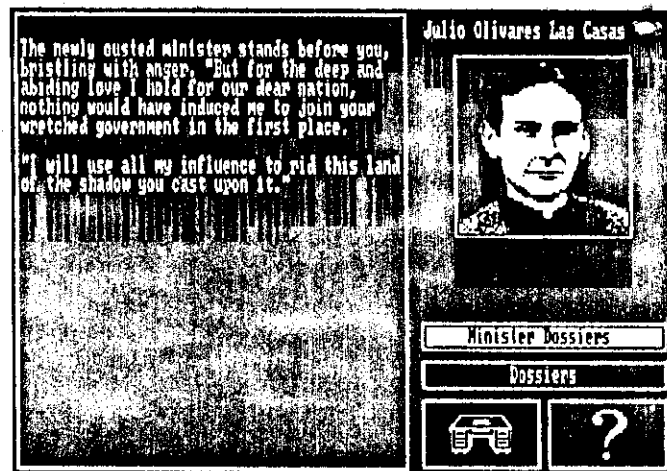 The newly ousted minister stands before you,
bristling with anger. "But for the deep and
abiding love I hold for our dear nation,
nothing would have induced me to join your
wretched government in the first place.
"I will use all my influence to rid this land
of the shadow you cast upon it."
Julio Olivares Las Casas
Minister Dossiers
Dossiers
?